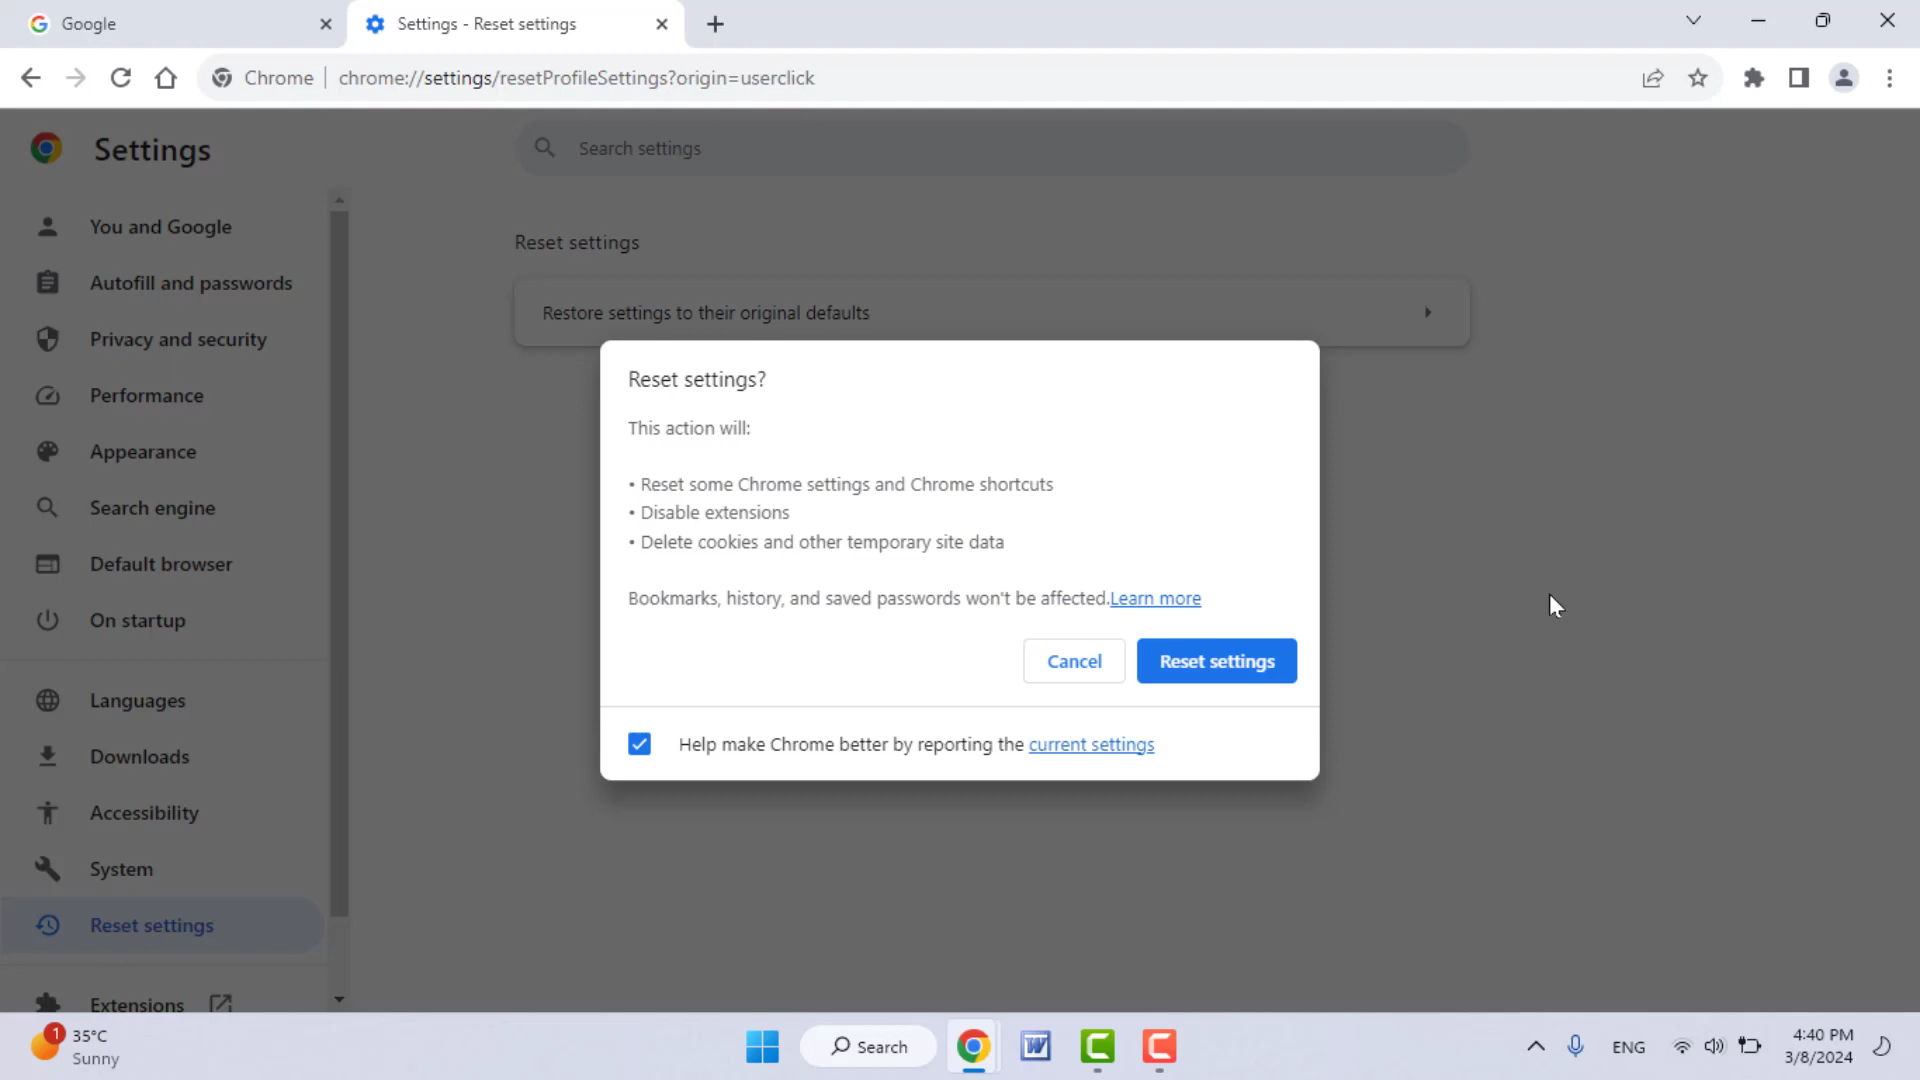 Google
Settings - Reset settings
Chrome
chrome://settings/resetProfileSettings?origin=userclick
Settings
Search settings
You and Google
Autofill and passwords
Privacy and security
Performance
Appearance
Search engine
Default browser
On startup
Languages
Downloads
Accessibility
System
Reset settings
Extensions
Reset settings
Restore settings to their original defaults
Reset settings?
This action will:
• Reset some Chrome settings and Chrome shortcuts
• Disable extensions
• Delete cookies and other temporary site data
Bookmarks, history, and saved passwords won't be affected.Learn more
Cancel
Reset settings
Help make Chrome better by reporting the current settings
1
35°C
Sunny
Search
W
ENG
4:40 PM
3/8/2024